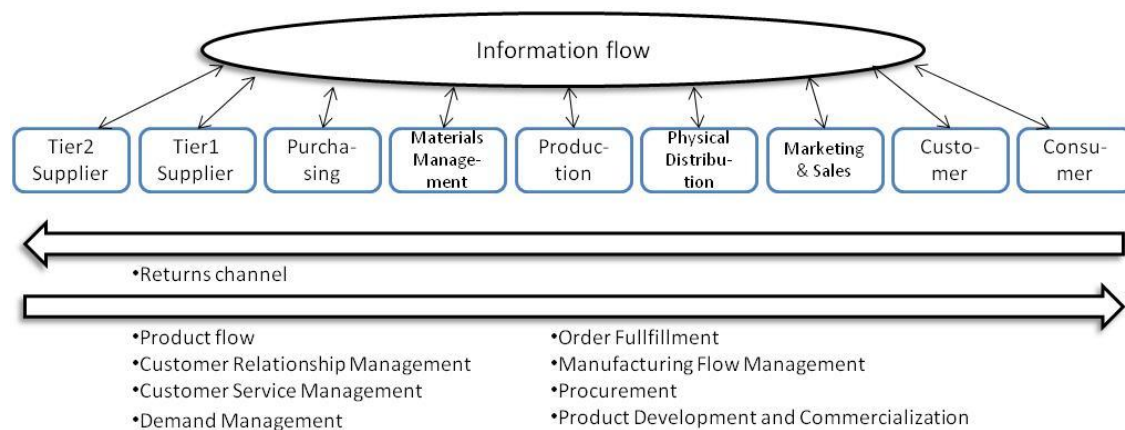 Information flow
Tier2
Supplier
Tier1
Supplier
Purcha-
sing
Materials
Manage-
ment
Produc-
tion
Physical
Distribu-
tion
Marketing
& Sales
Custo-
mer
Consu-
mer
•Returns channel
•Product flow
•Customer Relationship Management
•Customer Service Management
•Demand Management
•Order Fullfillment
•Manufacturing Flow Management
•Procurement
•Product Development and Commercialization